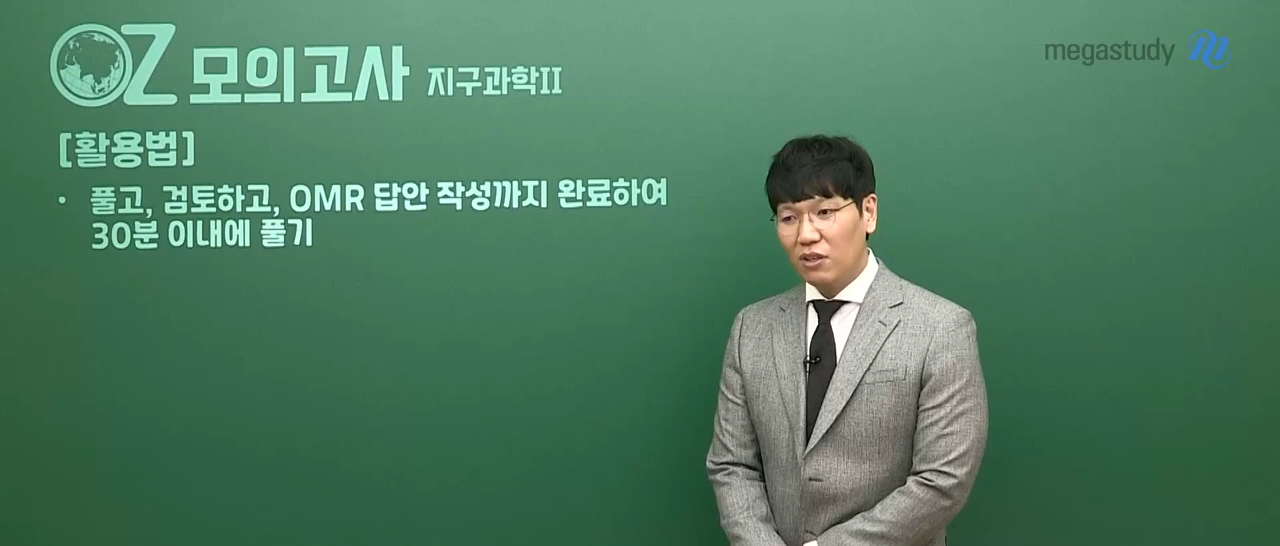 OZ 모의고사 지구과학II
megastudy
[활용법]
• 풀고, 검토하고, OMR 답안 작성까지 완료하여
30분 이내에 풀기